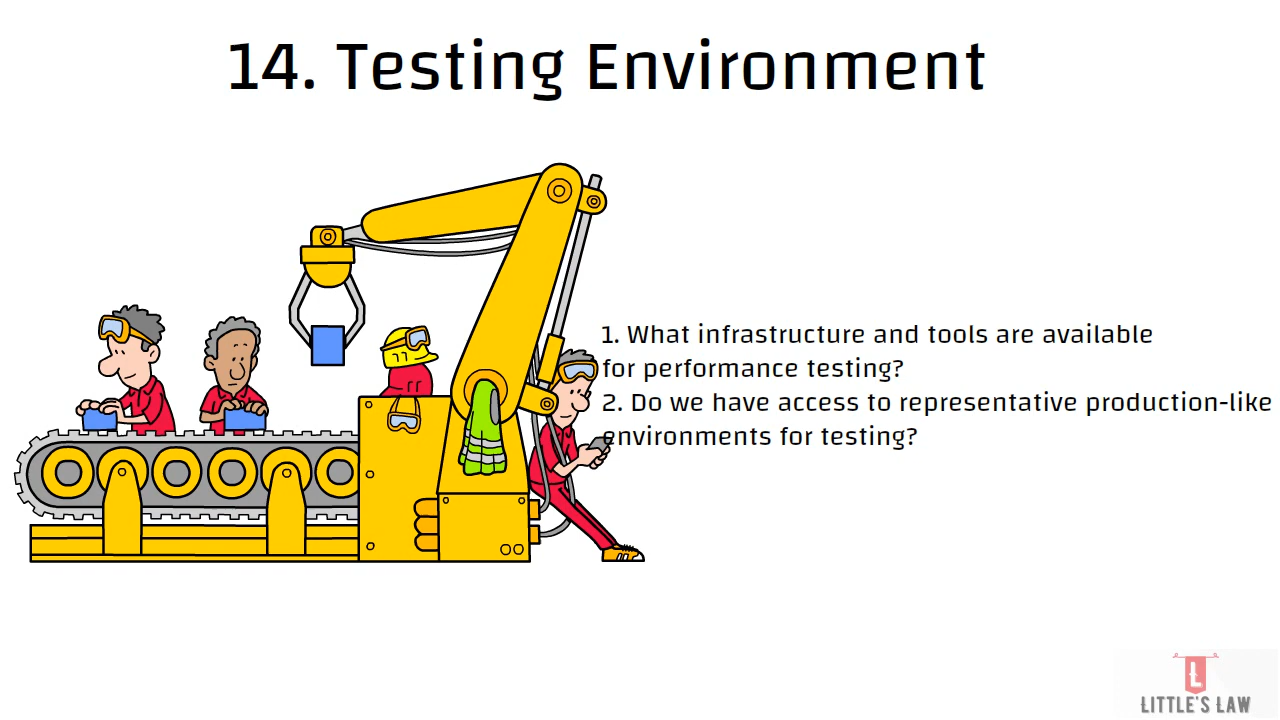 14. Testing Environment
1. What infrastructure and tools are available
for performance testing?
2. Do we have access to representative production-like
environments for testing?
L
LITTLE'S LAW